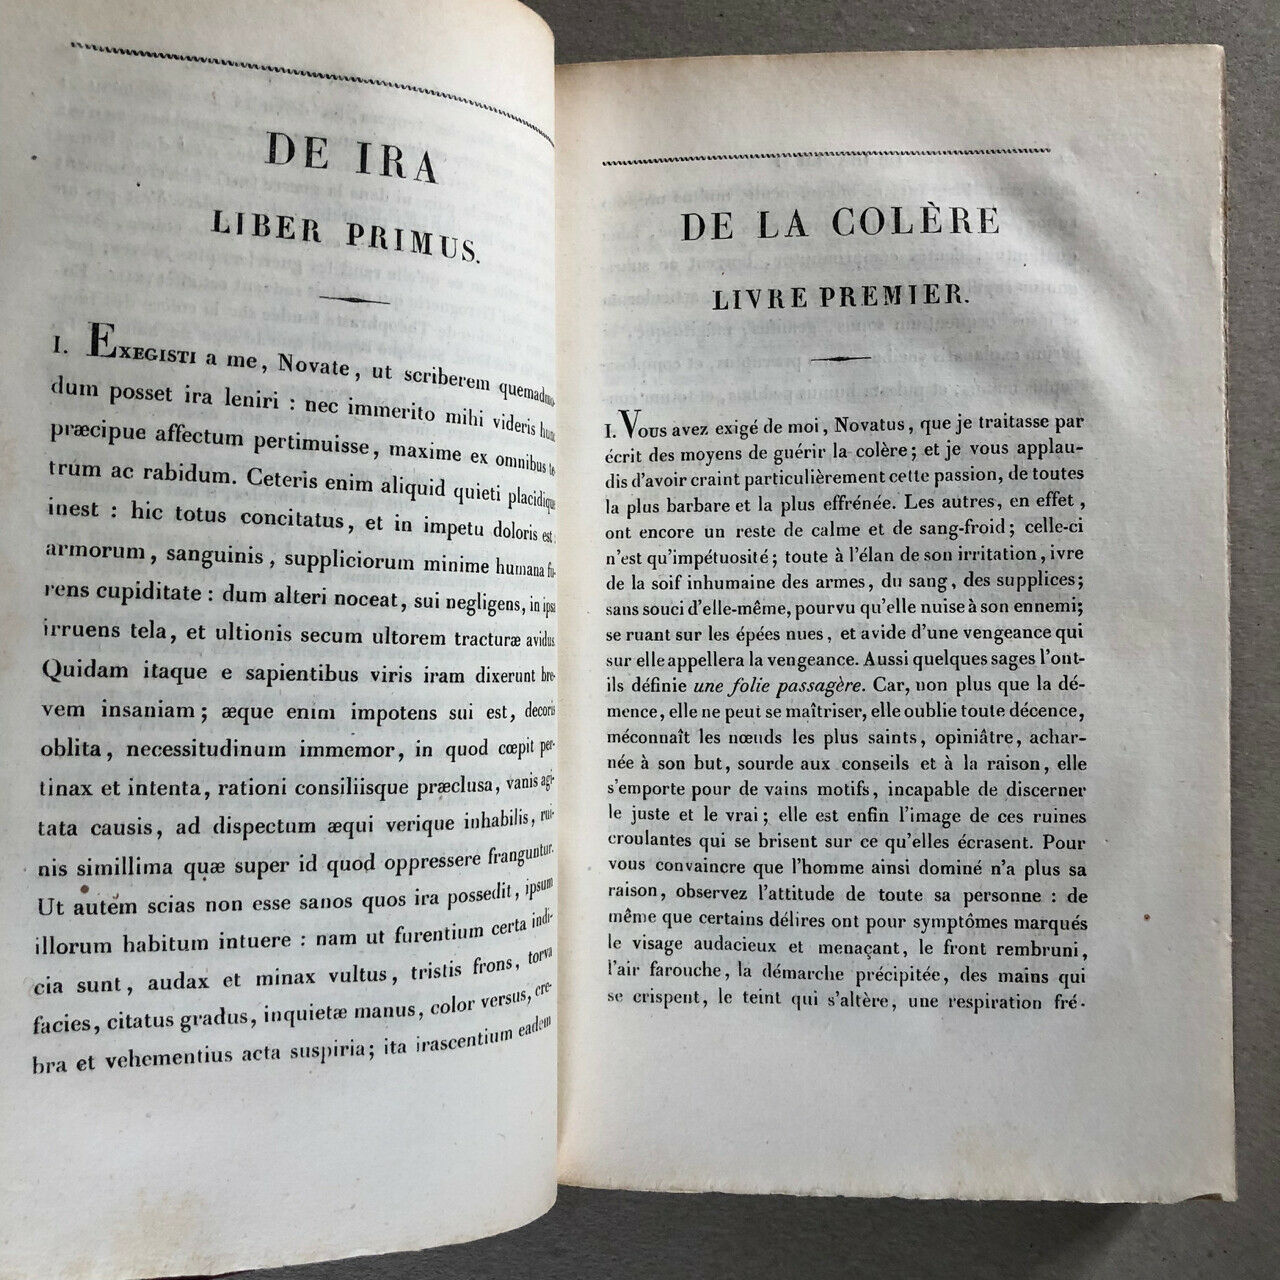 DE IRA
LIBER PRIMUS.
I. Exegisti a me, Novate, ut scriberem quemadmo-
dum posset ira leniri : nec immerito mihi videris hunc
præcipue affectum pertimuisse, maxime ex omnibus te-
trum ac rabidum. Ceteris enim aliquid quieti placidique
inest : hic totus concitatus, et in impetu doloris est :
armorum, sanguinis, suppliciorum minime humana fu-
rens cupiditate : dum alteri noceat, sui negligens, in ipsa
irruens tela, et ultionis secum ultorem tracturæ avidus.
Quidam itaque e sapientibus viris iram dixerunt bre-
vem insaniam; æque enim impotens sui est, decoris
oblita, necessitudinum immemor, in quod cœpit per-
tinax et intenta, rationi consiliisque præclusa, vanis agi-
tata causis, ad dispectum æqui verique inhabilis, rui-
nis simillima quæ super id quod oppressere franguntur.
Ut autem scias non esse sanos quos ira possedit, ipsum
illorum habitum intuere : nam ut furentium certa indi-
cia sunt, audax et minax vultus, tristis frons, torva
facies, citatus gradus, inquietæ manus, color versus, cre-
bra et vehementius acta suspiria; ita irascentium eadem
DE LA COLÈRE
LIVRE PREMIER.
I. Vous avez exigé de moi, Novatus, que je traitasse par
écrit des moyens de guérir la colère; et je vous applau-
dis d'avoir craint particulièrement cette passion, de toutes
la plus barbare et la plus effrénée. Les autres, en effet,
ont encore un reste de calme et de sang-froid; celle-ci
n'est qu'impétuosité; toute à l'élan de son irritation, ivre
de la soif inhumaine des armes, du sang, des supplices;
sans souci d'elle-même, pourvu qu'elle nuise à son ennemi;
se ruant sur les épées nues, et avide d'une vengeance qui
sur elle appellera la vengeance. Aussi quelques sages l'ont-
ils définie une folie passagère. Car, non plus que la dé-
mence, elle ne peut se maîtriser, elle oublie toute décence,
méconnaît les nœuds les plus saints, opiniâtre, achar-
née à son but, sourde aux conseils et à la raison, elle
s'emporte pour de vains motifs, incapable de discerner
le juste et le vrai; elle est enfin l'image de ces ruines
croulantes qui se brisent sur ce qu'elles écrasent. Pour
vous convaincre que l'homme ainsi dominé n'a plus sa
raison, observez l'attitude de toute sa personne : de
même que certains délires ont pour symptômes marqués
le visage audacieux et menaçant, le front rembruni,
l'air farouche, la démarche précipitée, des mains qui
se crispent, le teint qui s'altère, une respiration fré-